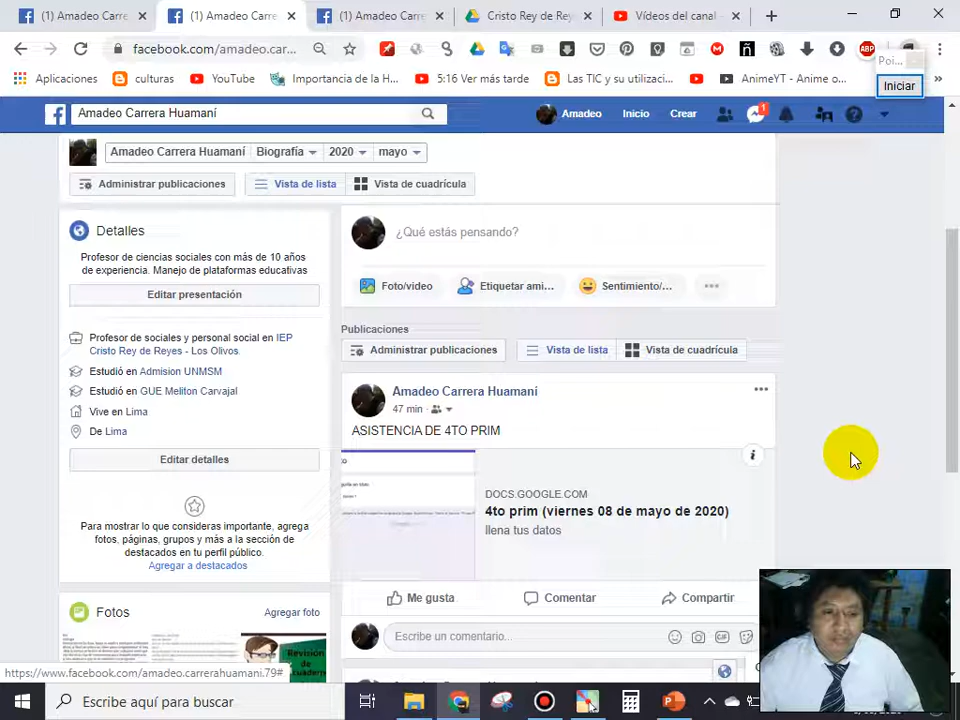 (1) Amadeo Carre
(1) Amadeo Carre
(1) Amadeo Carre
Cristo Rey de Rey
Vídeos del canal
facebook.com/amadeo.carr...
ABP
Aplicaciones
culturas
YouTube
Importancia de la H...
5:16 Ver más tarde
Las TIC y su utilizaci...
AnimeYT - Anime o...
»
Poi...
Iniciar
Amadeo Carrera Huamaní
Amadeo
Inicio
Crear
1
Amadeo Carrera Huamaní
Biografía
2020
mayo
Administrar publicaciones
Vista de lista
Vista de cuadrícula
Detalles
Profesor de ciencias sociales con más de 10 años
de experiencia. Manejo de plataformas educativas
Editar presentación
Profesor de sociales y personal social en IEP
Cristo Rey de Reyes - Los Olivos.
Estudió en Admision UNMSM
Estudió en GUE Meliton Carvajal
Vive en Lima
De Lima
Editar detalles
Para mostrar lo que consideras importante, agrega
fotos, páginas, grupos y más a la sección de
destacados en tu perfil público.
Agregar a destacados
Fotos
Agregar foto
Revisión
de
¿Qué estás pensando?
Foto/video
Etiquetar ami...
Sentimiento/...
Publicaciones
Administrar publicaciones
Vista de lista
Vista de cuadrícula
Amadeo Carrera Huamaní
47 min
ASISTENCIA DE 4TO PRIM
DOCS.GOOGLE.COM
4to prim (viernes 08 de mayo de 2020)
llena tus datos
Me gusta
Comentar
Compartir
Escribe un comentario...
GIF
https://www.facebook.com/amadeo.carrerahuamani.79#
Escribe aquí para buscar